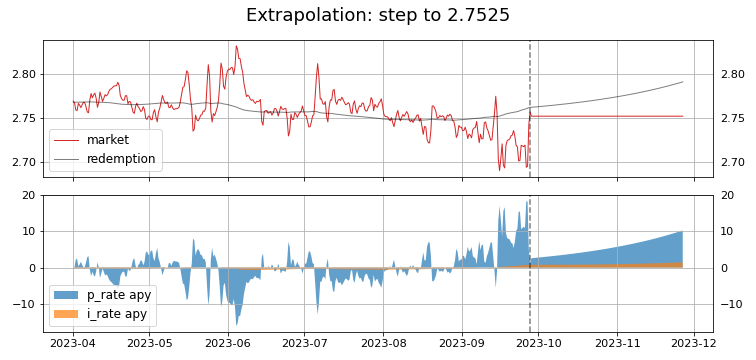 Extrapolation: step to 2.7525
2.80 2.80
2.75 2.75
2.70 2.70
market
redemption
20 20
10 10
0 0
−10 −10
p_rate apy
i_rate apy
2023-04 2023-05 2023-06 2023-07 2023-08 2023-09 2023-10 2023-11 2023-12